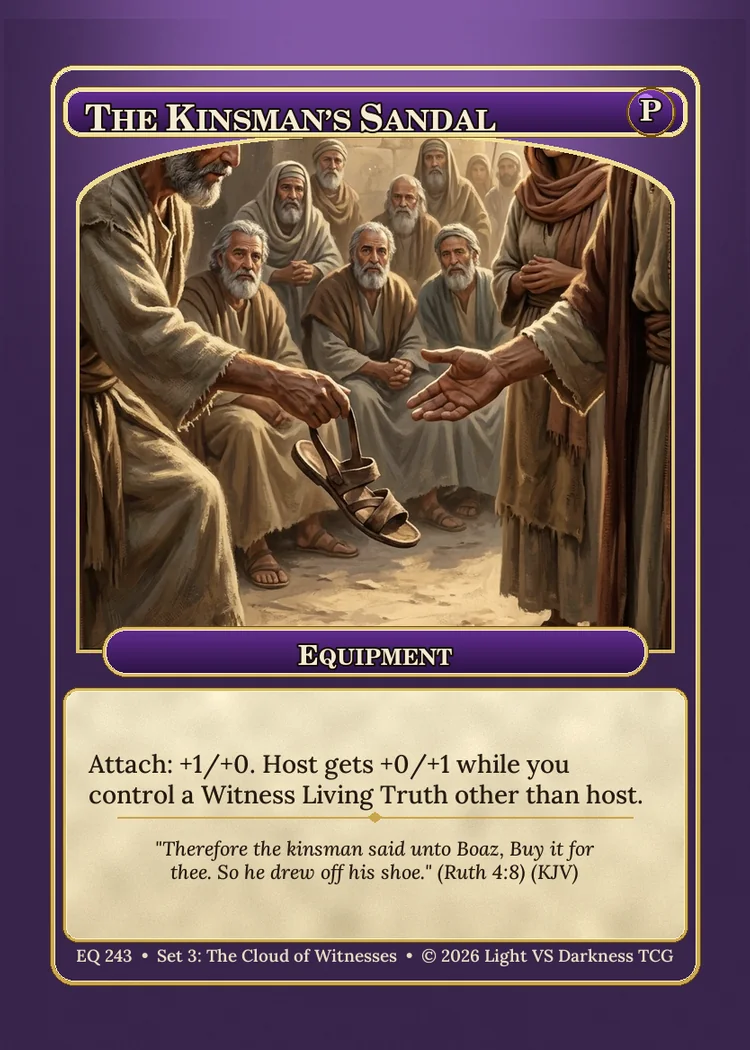 The Kinsman's Sandal
P
Equipment
Attach: +1/+0. Host gets +0/+1 while you
control a Witness Living Truth other than host.
"Therefore the kinsman said unto Boaz, Buy it for
thee. So he drew off his shoe." (Ruth 4:8) (KJV)
EQ 243 • Set 3: The Cloud of Witnesses • © 2026 Light VS Darkness TCG